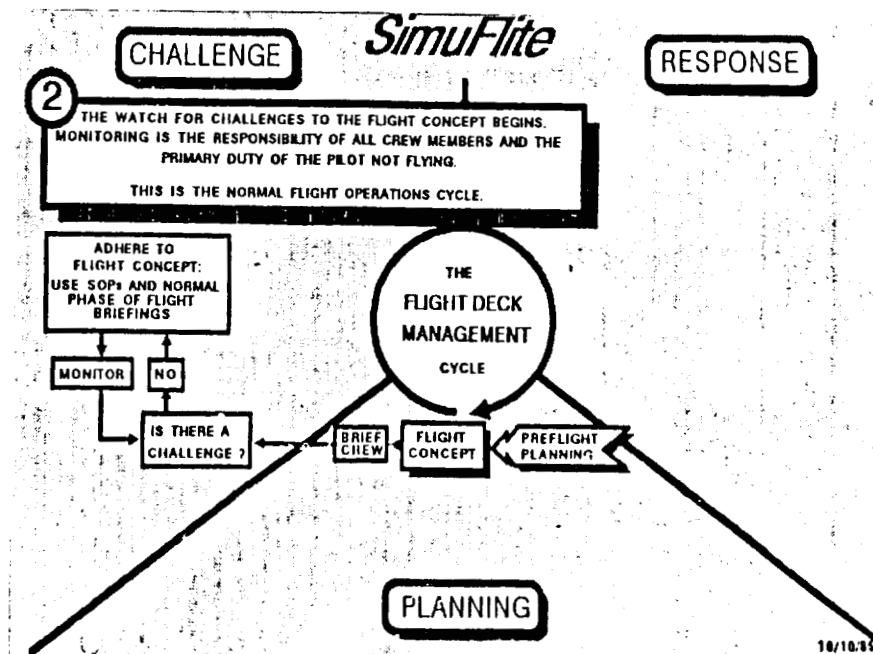 SimuFlite
CHALLENGE
RESPONSE
2
THE WATCH FOR CHALLENGES TO THE FLIGHT CONCEPT BEGINS.
MONITORING IS THE RESPONSIBILITY OF ALL CREW MEMBERS AND THE
PRIMARY DUTY OF THE PILOT NOT FLYING.
THIS IS THE NORMAL FLIGHT OPERATIONS CYCLE.
ADHERE TO
FLIGHT CONCEPT:
USE SOPs AND NORMAL
PHASE OF FLIGHT
BRIEFINGS
MONITOR
NO
IS THERE A
CHALLENGE ?
THE
FLIGHT DECK
MANAGEMENT
CYCLE
BRIEF
CREW
FLIGHT
CONCEPT
PREFLIGHT
PLANNING
PLANNING